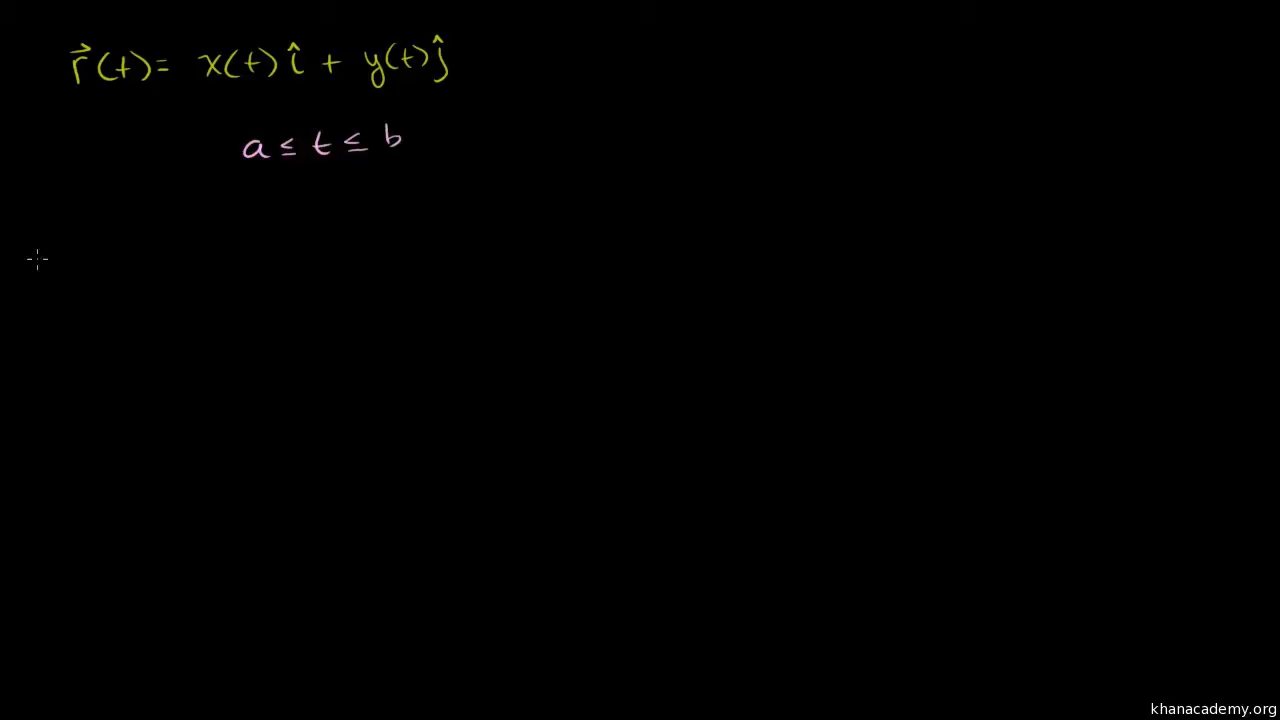 r⃗(t)= x(t)î + y(t)ĵ
a ≤ t ≤ b
khanacademy.org